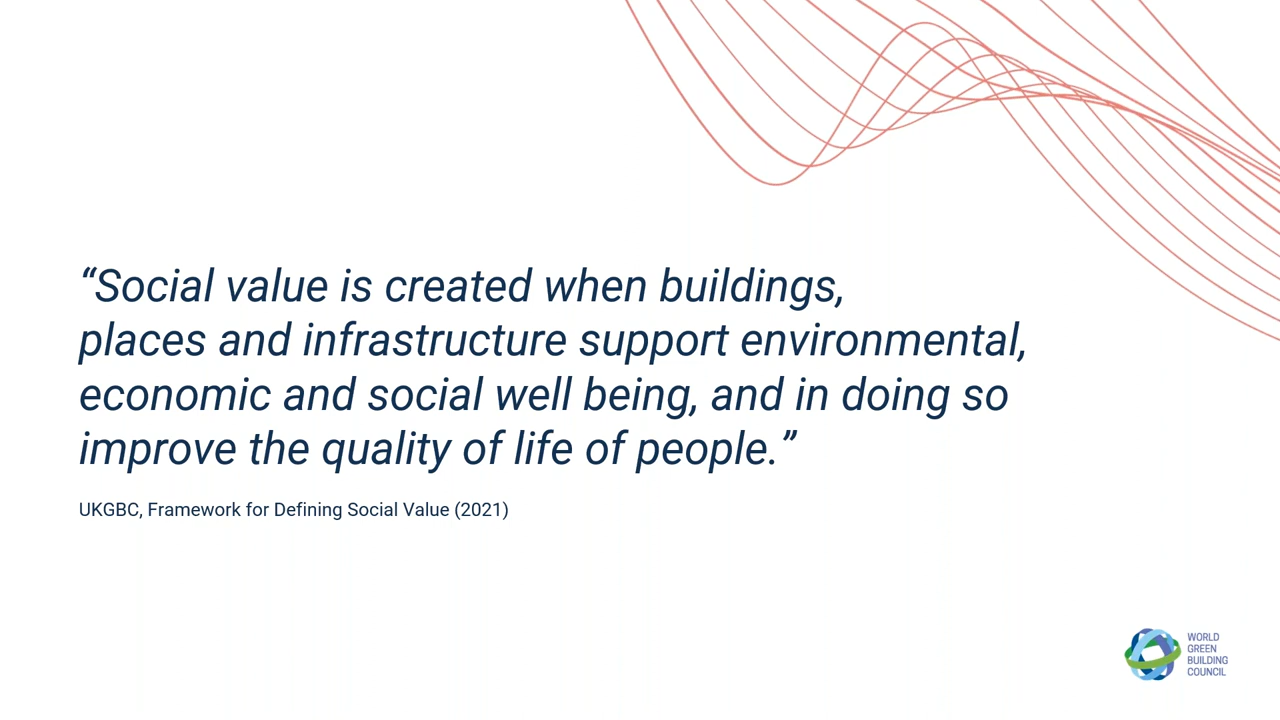 “Social value is created when buildings,
places and infrastructure support environmental,
economic and social well being, and in doing so
improve the quality of life of people.”
UKGBC, Framework for Defining Social Value (2021)
WORLD
GREEN
BUILDING
COUNCIL